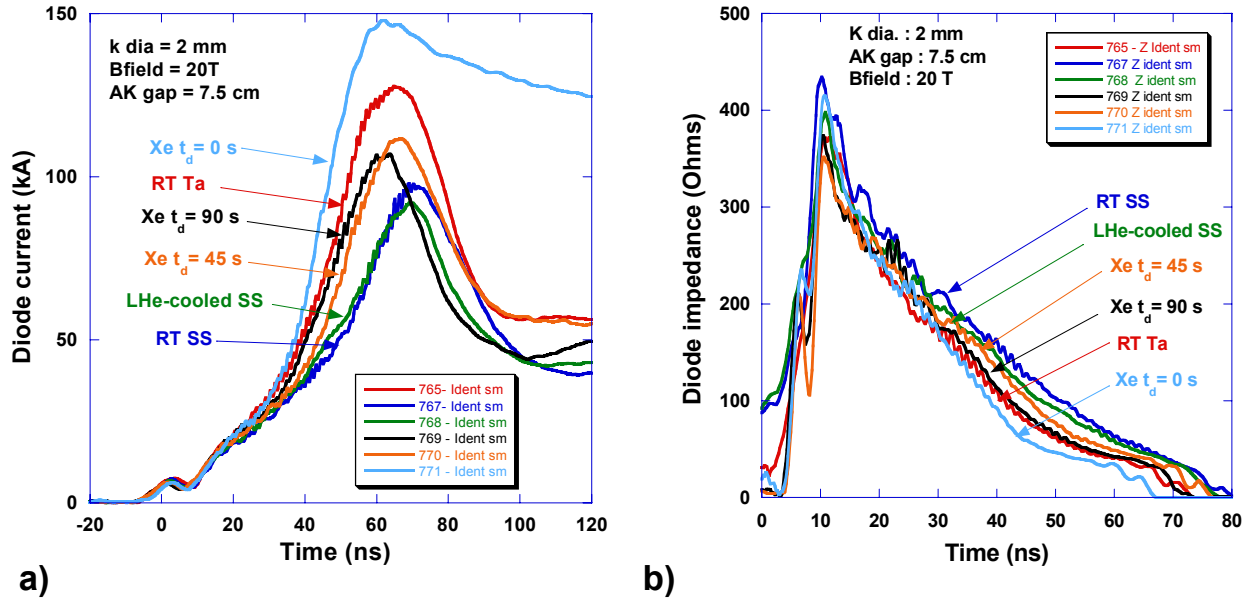 k dia = 2 mm
Bfield = 20T
AK gap = 7.5 cm
Xe t_d = 0 s
RT Ta
Xe t_d = 90 s
Xe t_d = 45 s
LHe-cooled SS
RT SS
765- Ident sm
767- Ident sm
768 - Ident sm
769 - Ident sm
770 - Ident sm
771 - Ident sm
Diode current (kA)
150
100
50
0
-20
0
20
40
60
80
100
120
Time (ns)
a)
K dia. : 2 mm
AK gap : 7.5 cm
Bfield : 20 T
765 - Z Ident sm
767 Z ident sm
768 Z ident sm
769 Z ident sm
770 Z ident sm
771 Z ident sm
RT SS
LHe-cooled SS
Xe t_d = 45 s
Xe t_d = 90 s
RT Ta
Xe t_d = 0 s
Diode impedance (Ohms)
500
400
300
200
100
0
0
10
20
30
40
50
60
70
80
Time (ns)
b)